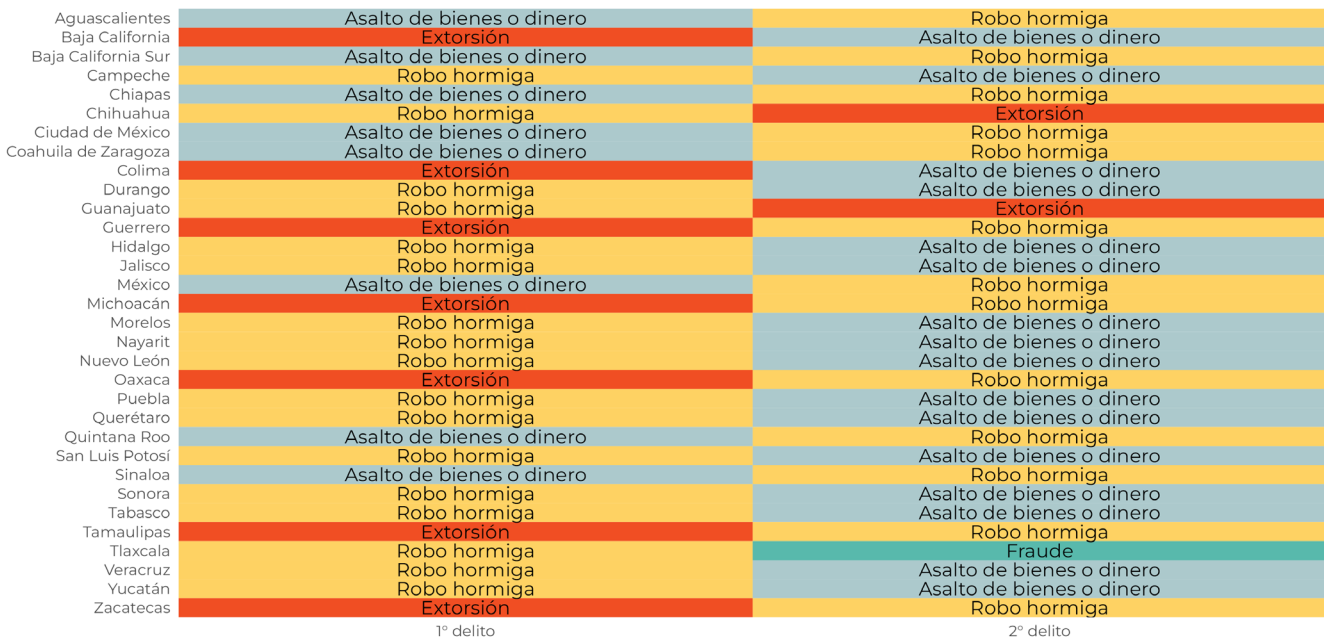 Aguascalientes Asalto de bienes o dinero Robo hormiga
Baja California Extorsión Asalto de bienes o dinero
Baja California Sur Asalto de bienes o dinero Robo hormiga
Campeche Robo hormiga Asalto de bienes o dinero
Chiapas Asalto de bienes o dinero Robo hormiga
Chihuahua Robo hormiga Extorsión
Ciudad de México Asalto de bienes o dinero Robo hormiga
Coahuila de Zaragoza Asalto de bienes o dinero Robo hormiga
Colima Extorsión Asalto de bienes o dinero
Durango Robo hormiga Asalto de bienes o dinero
Guanajuato Robo hormiga Extorsión
Guerrero Extorsión Robo hormiga
Hidalgo Robo hormiga Asalto de bienes o dinero
Jalisco Robo hormiga Asalto de bienes o dinero
México Asalto de bienes o dinero Robo hormiga
Michoacán Extorsión Robo hormiga
Morelos Robo hormiga Asalto de bienes o dinero
Nayarit Robo hormiga Asalto de bienes o dinero
Nuevo León Robo hormiga Asalto de bienes o dinero
Oaxaca Extorsión Robo hormiga
Puebla Robo hormiga Asalto de bienes o dinero
Querétaro Robo hormiga Asalto de bienes o dinero
Quintana Roo Asalto de bienes o dinero Robo hormiga
San Luis Potosí Robo hormiga Asalto de bienes o dinero
Sinaloa Asalto de bienes o dinero Robo hormiga
Sonora Robo hormiga Asalto de bienes o dinero
Tabasco Robo hormiga Asalto de bienes o dinero
Tamaulipas Extorsión Robo hormiga
Tlaxcala Robo hormiga Fraude
Veracruz Robo hormiga Asalto de bienes o dinero
Yucatán Robo hormiga Asalto de bienes o dinero
Zacatecas Extorsión Robo hormiga
1° delito 2° delito